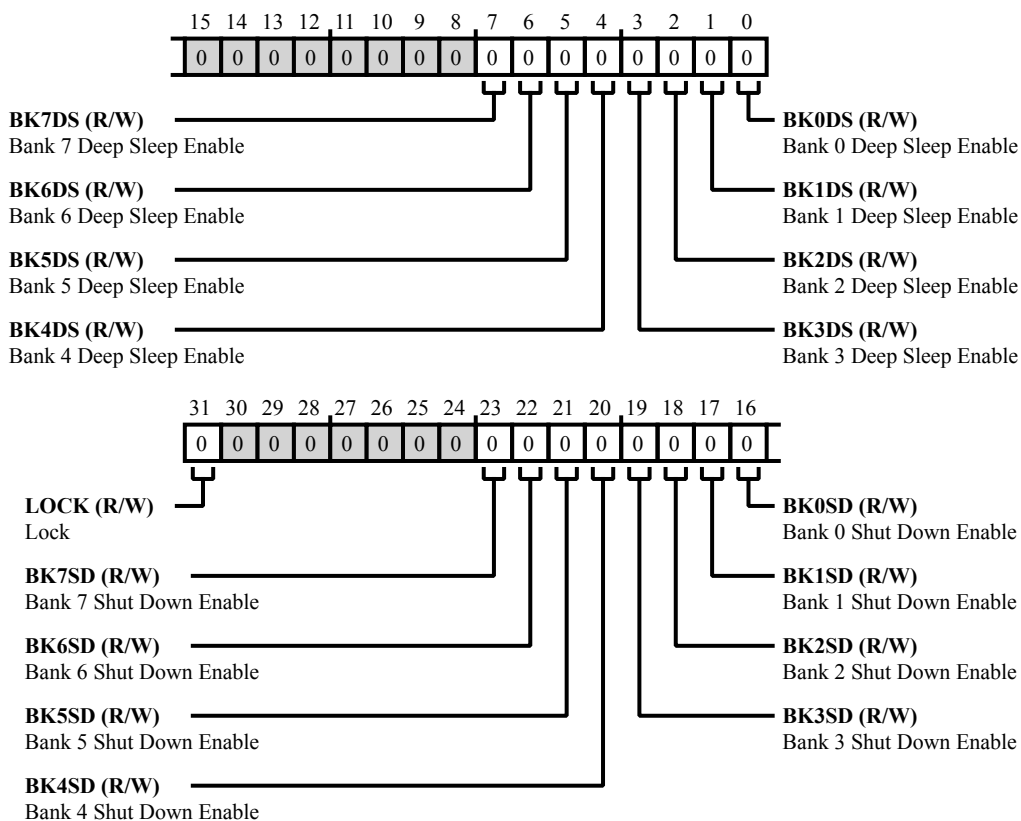 15 14 13 12 11 10 9 8 7 6 5 4 3 2 1 0
0 0 0 0 0 0 0 0 0 0 0 0 0 0 0 0
BK7DS (R/W)
Bank 7 Deep Sleep Enable
BK0DS (R/W)
Bank 0 Deep Sleep Enable
BK6DS (R/W)
Bank 6 Deep Sleep Enable
BK1DS (R/W)
Bank 1 Deep Sleep Enable
BK5DS (R/W)
Bank 5 Deep Sleep Enable
BK2DS (R/W)
Bank 2 Deep Sleep Enable
BK4DS (R/W)
Bank 4 Deep Sleep Enable
BK3DS (R/W)
Bank 3 Deep Sleep Enable
31 30 29 28 27 26 25 24 23 22 21 20 19 18 17 16
0 0 0 0 0 0 0 0 0 0 0 0 0 0 0 0
LOCK (R/W)
Lock
BK0SD (R/W)
Bank 0 Shut Down Enable
BK7SD (R/W)
Bank 7 Shut Down Enable
BK1SD (R/W)
Bank 1 Shut Down Enable
BK6SD (R/W)
Bank 6 Shut Down Enable
BK2SD (R/W)
Bank 2 Shut Down Enable
BK5SD (R/W)
Bank 5 Shut Down Enable
BK3SD (R/W)
Bank 3 Shut Down Enable
BK4SD (R/W)
Bank 4 Shut Down Enable